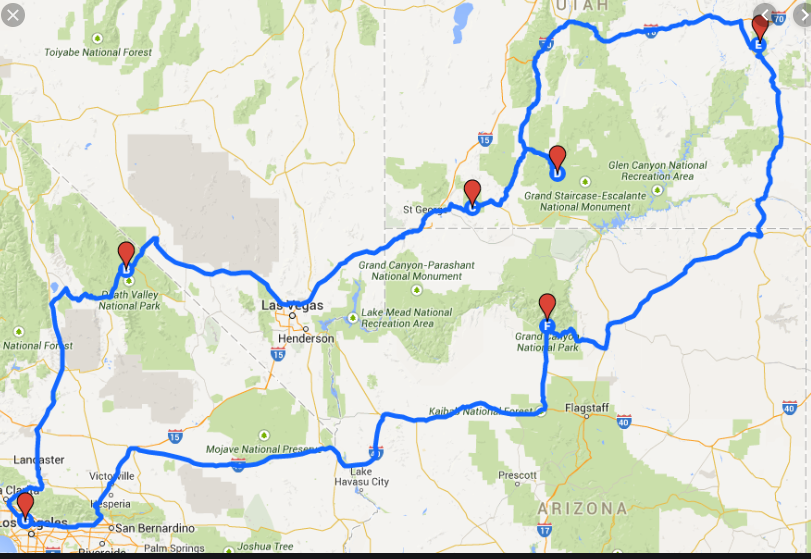 UTAH
70
Toiyabe National Forest
70
E
15
Glen Canyon National
Recreation Area
Grand Staircase-Escalante
National Monument
St George
Grand Canyon-Parashant
National Monument
Death Valley
National Park
Las Vegas
Lake Mead National
Recreation Area
Henderson
National Forest
15
F
Grand Canyon
National Park
Kaibab National Forest
Flagstaff
40
40
15
Mojave National Preserve
Lancaster
Victorville
Lake
Havasu City
Prescott
a Cla
Hesperia
Los Angeles
San Bernardino
ARIZONA
17
Riverside
Palm Springs
Joshua Tree